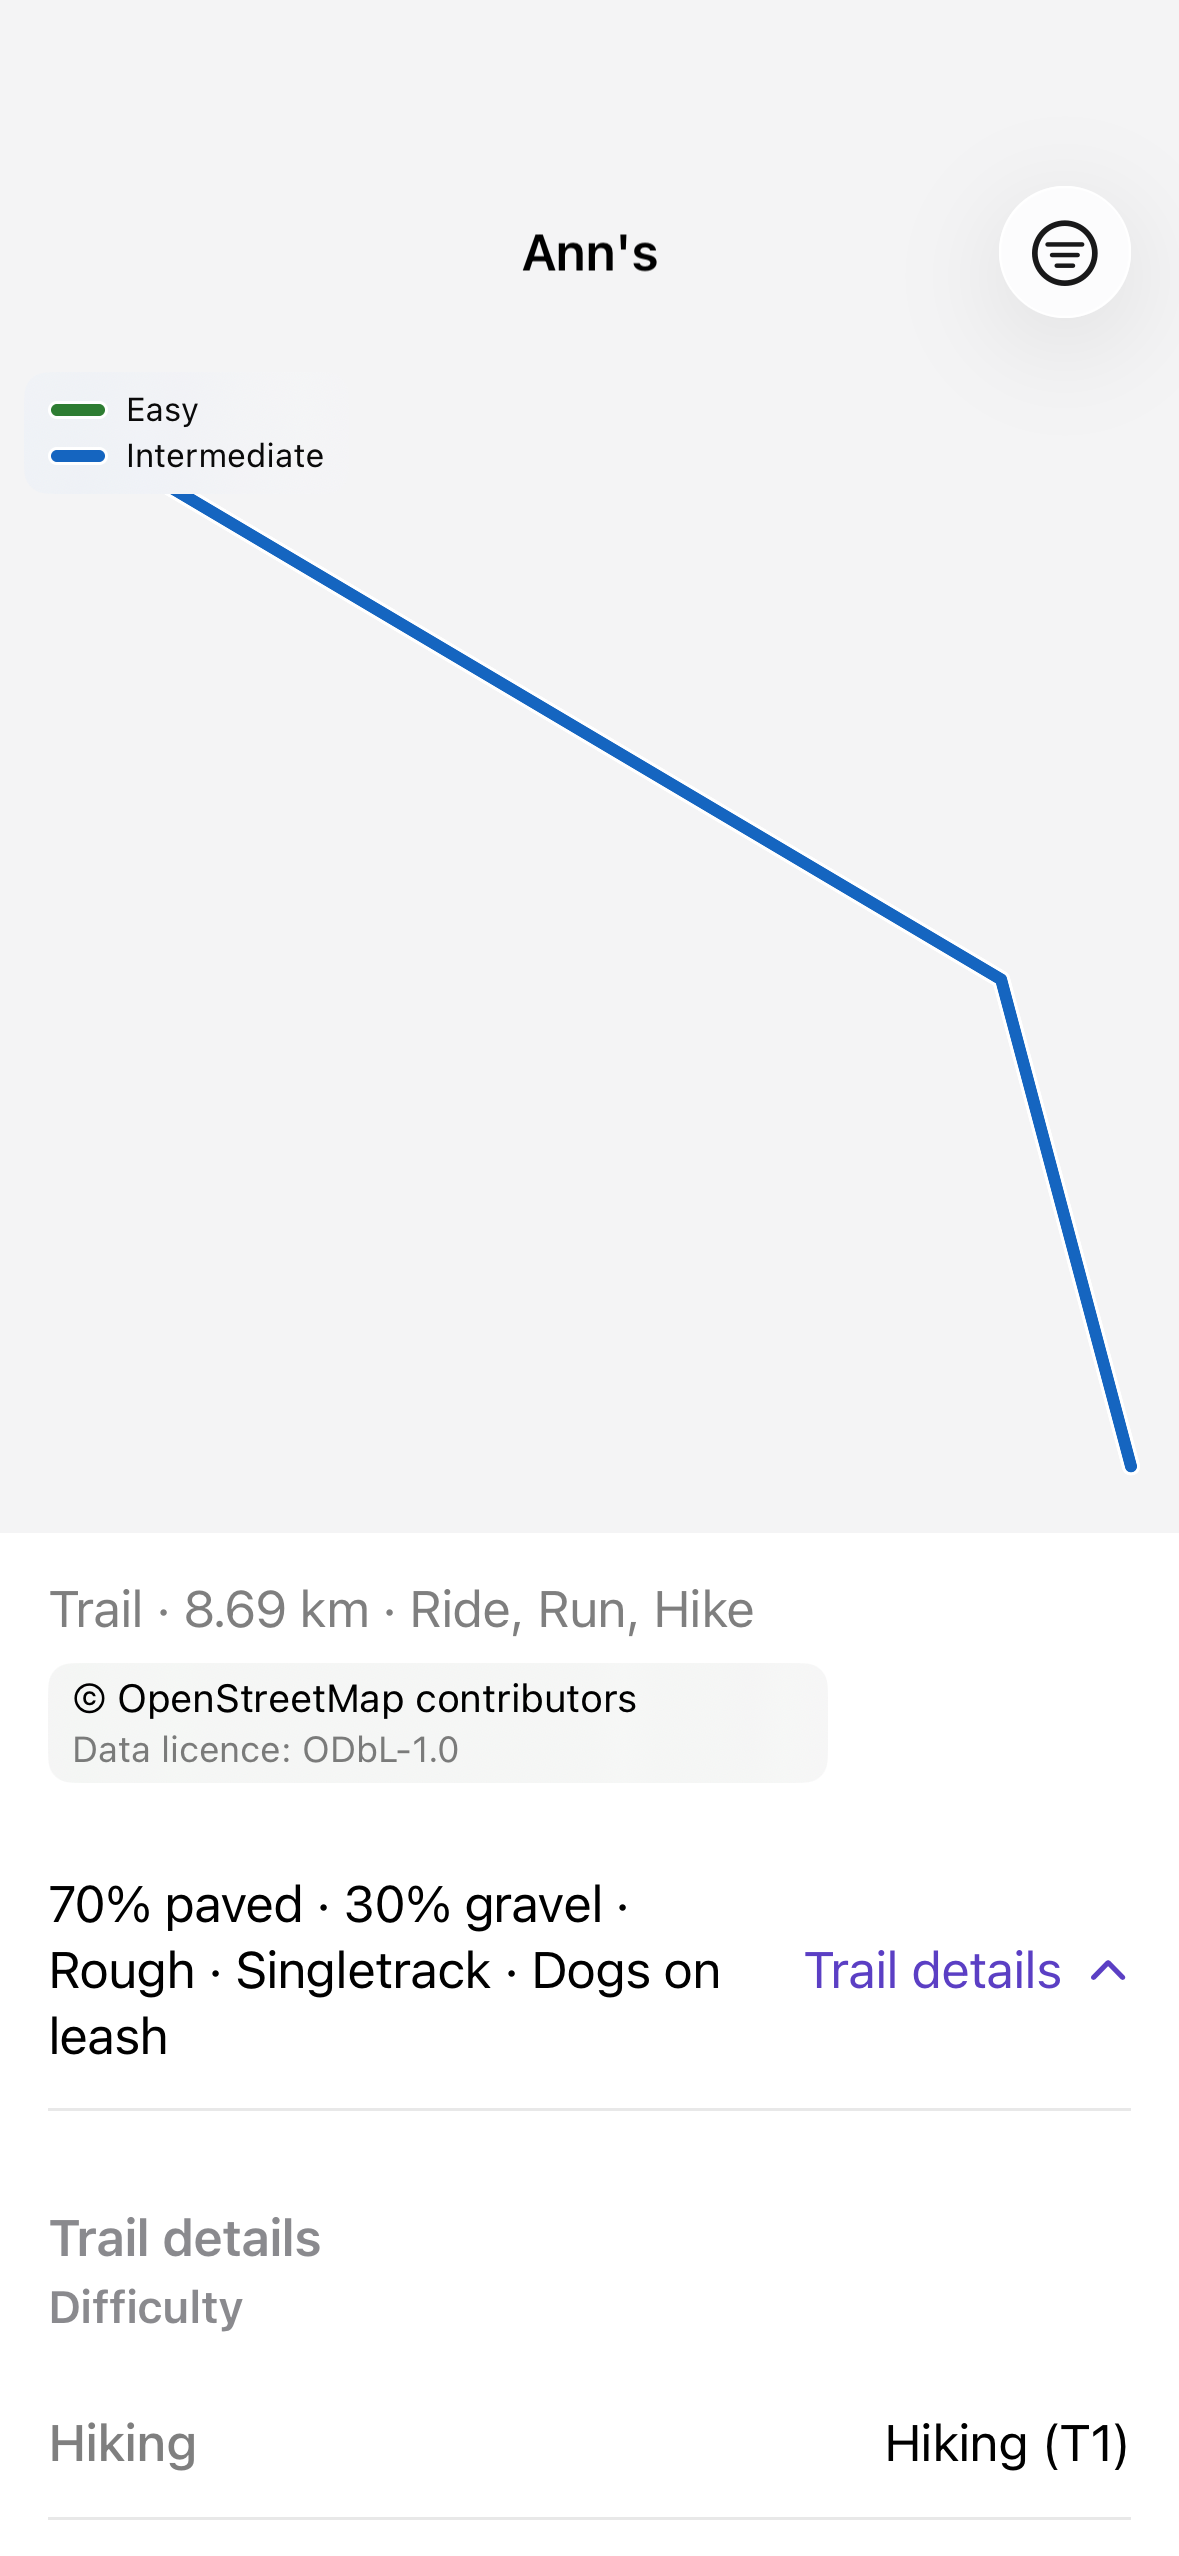 Ann's
Easy
Intermediate
Trail · 8.69 km · Ride, Run, Hike
© OpenStreetMap contributors
Data licence: ODbL-1.0
70% paved · 30% gravel ·
Rough · Singletrack · Dogs on
leash
Trail details
Trail details
Difficulty
Hiking
Hiking (T1)